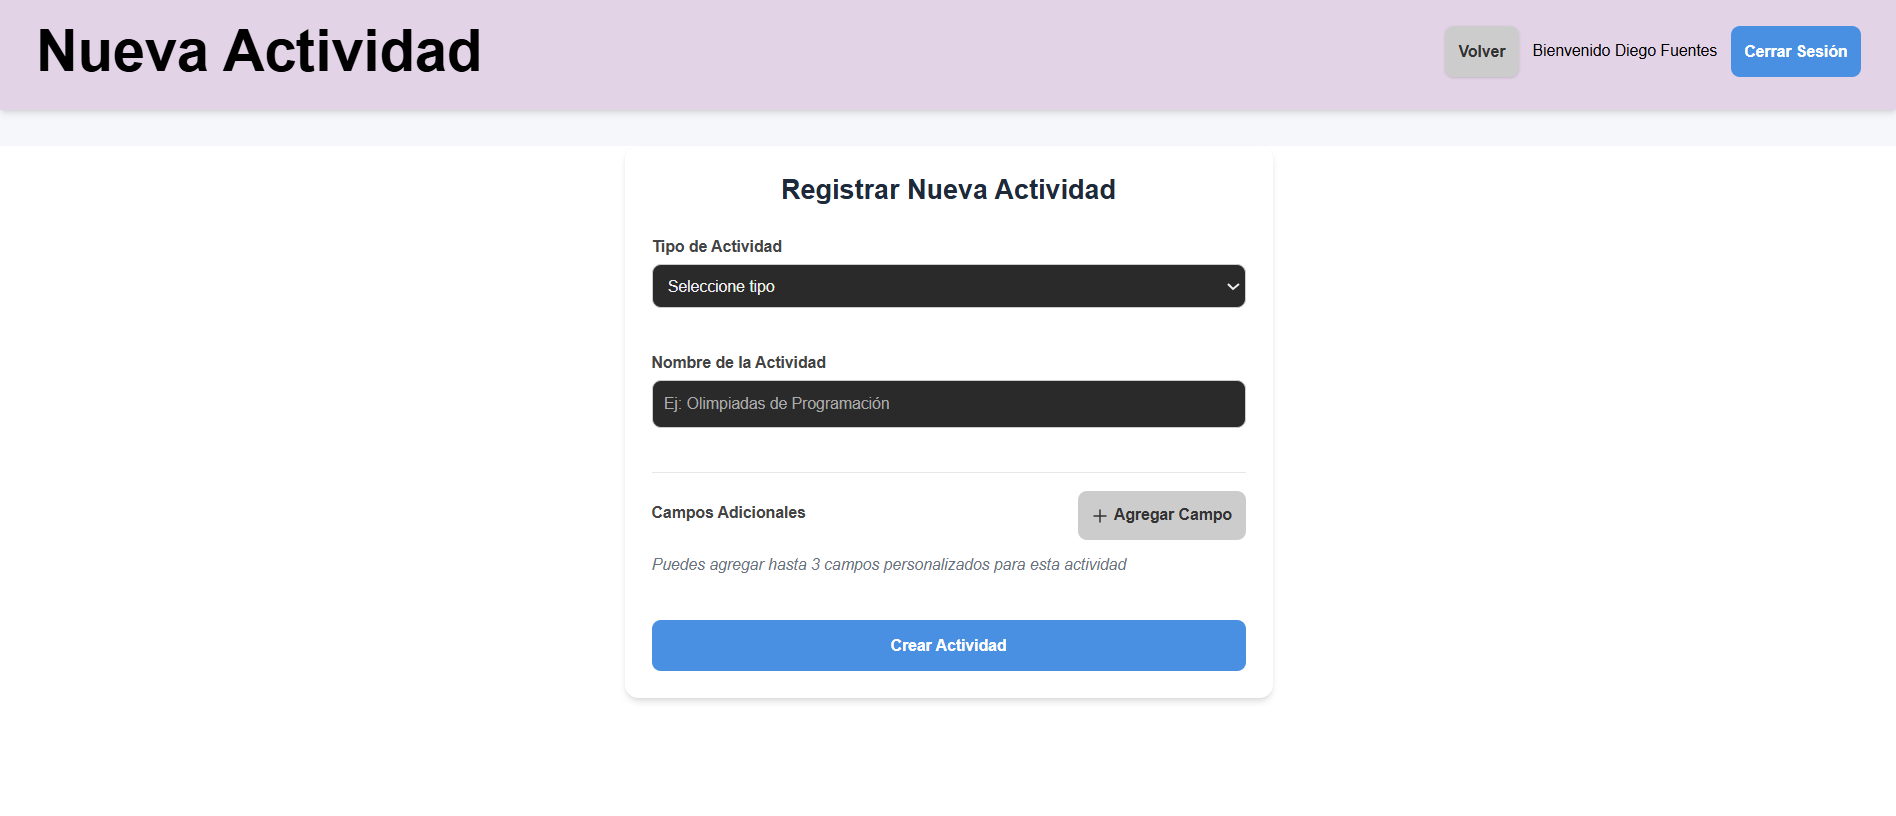 Nueva Actividad
Volver
Bienvenido Diego Fuentes
Cerrar Sesión
Registrar Nueva Actividad
Tipo de Actividad
Seleccione tipo
Nombre de la Actividad
Ej: Olimpiadas de Programación
Campos Adicionales
+ Agregar Campo
Puedes agregar hasta 3 campos personalizados para esta actividad
Crear Actividad